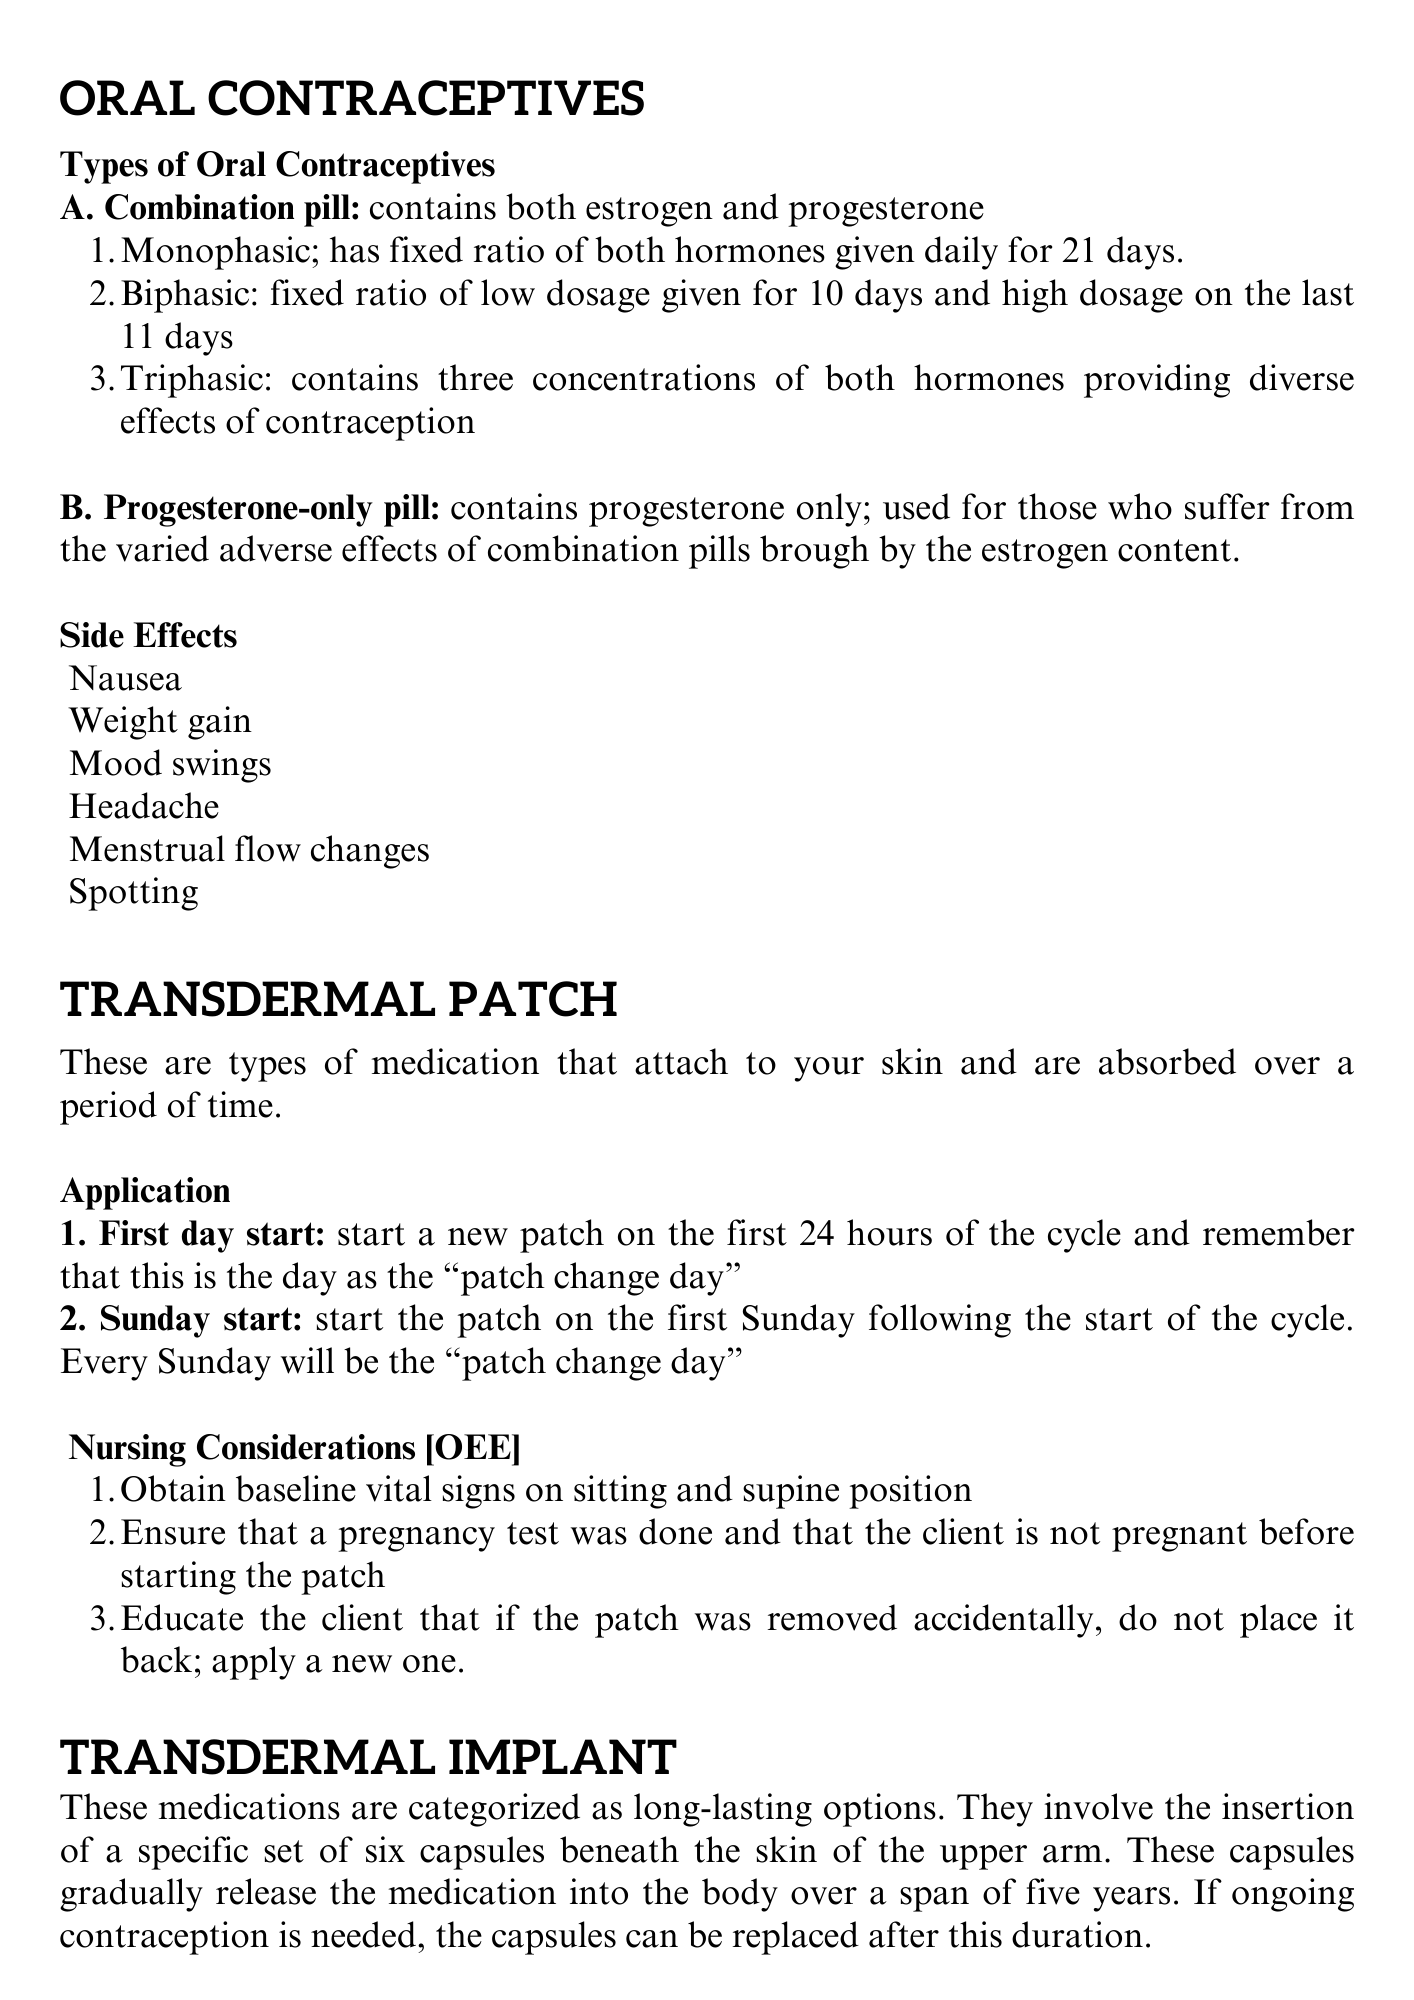 ORAL CONTRACEPTIVES
Types of Oral Contraceptives
A. Combination pill: contains both estrogen and progesterone
1. Monophasic; has fixed ratio of both hormones given daily for 21 days.
2. Biphasic: fixed ratio of low dosage given for 10 days and high dosage on the last
11 days
3. Triphasic: contains three concentrations of both hormones providing diverse
effects of contraception
B. Progesterone-only pill: contains progesterone only; used for those who suffer from
the varied adverse effects of combination pills brough by the estrogen content.
Side Effects
Nausea
Weight gain
Mood swings
Headache
Menstrual flow changes
Spotting
TRANSDERMAL PATCH
These are types of medication that attach to your skin and are absorbed over a
period of time.
Application
1. First day start: start a new patch on the first 24 hours of the cycle and remember
that this is the day as the “patch change day”
2. Sunday start: start the patch on the first Sunday following the start of the cycle.
Every Sunday will be the “patch change day”
Nursing Considerations [OEE]
1. Obtain baseline vital signs on sitting and supine position
2. Ensure that a pregnancy test was done and that the client is not pregnant before
starting the patch
3. Educate the client that if the patch was removed accidentally, do not place it
back; apply a new one.
TRANSDERMAL IMPLANT
These medications are categorized as long-lasting options. They involve the insertion
of a specific set of six capsules beneath the skin of the upper arm. These capsules
gradually release the medication into the body over a span of five years. If ongoing
contraception is needed, the capsules can be replaced after this duration.